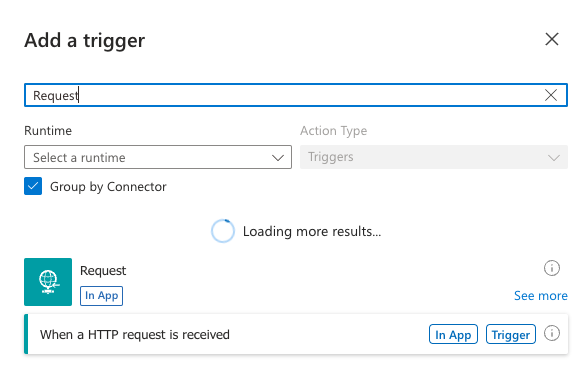 Add a trigger
Request
Runtime
Action Type
Select a runtime
Triggers
Group by Connector
Loading more results...
Request
In App
See more
When a HTTP request is received
In App
Trigger